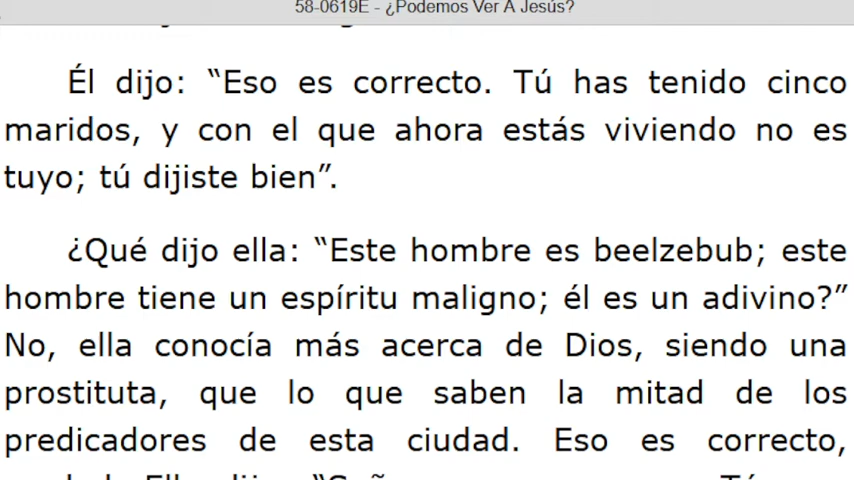 58-0619E - ¿Podemos Ver A Jesús?
Él dijo: “Eso es correcto. Tú has tenido cinco
maridos, y con el que ahora estás viviendo no es
tuyo; tú dijiste bien”.
¿Qué dijo ella: “Este hombre es beelzebub; este
hombre tiene un espíritu maligno; él es un adivino?”
No, ella conocía más acerca de Dios, siendo una
prostituta, que lo que saben la mitad de los
predicadores de esta ciudad. Eso es correcto,